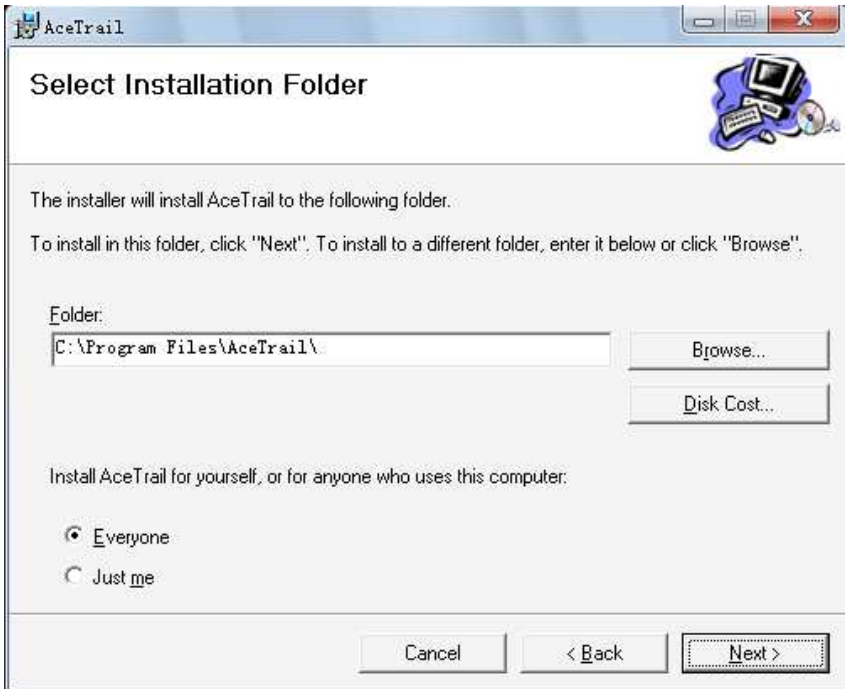 AceTrail
Select Installation Folder
The installer will install AceTrail to the following folder.
To install in this folder, click "Next". To install to a different folder, enter it below or click "Browse".
Folder:
C:\Program Files\AceTrail\
Browse...
Disk Cost...
Install AceTrail for yourself, or for anyone who uses this computer:
Everyone
Just me
Cancel
< Back
Next >